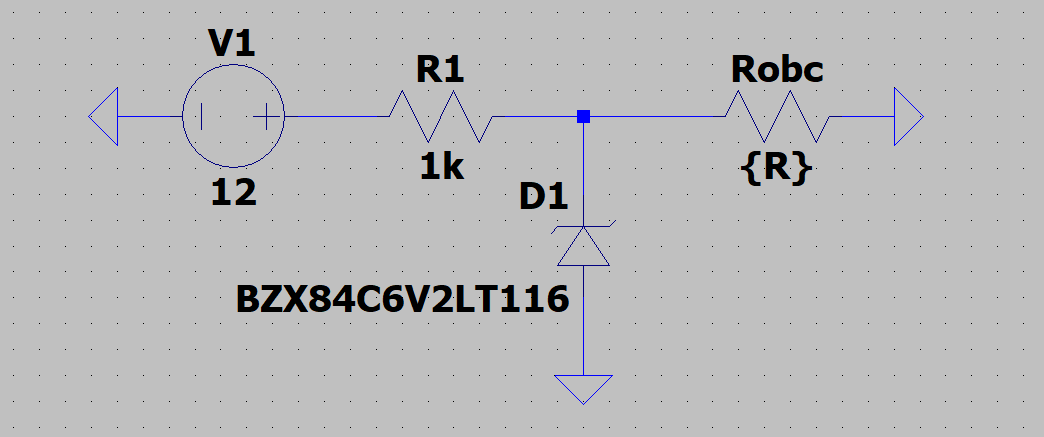 V1
R1
Robc
12
1k
{R}
D1
BZX84C6V2LT116